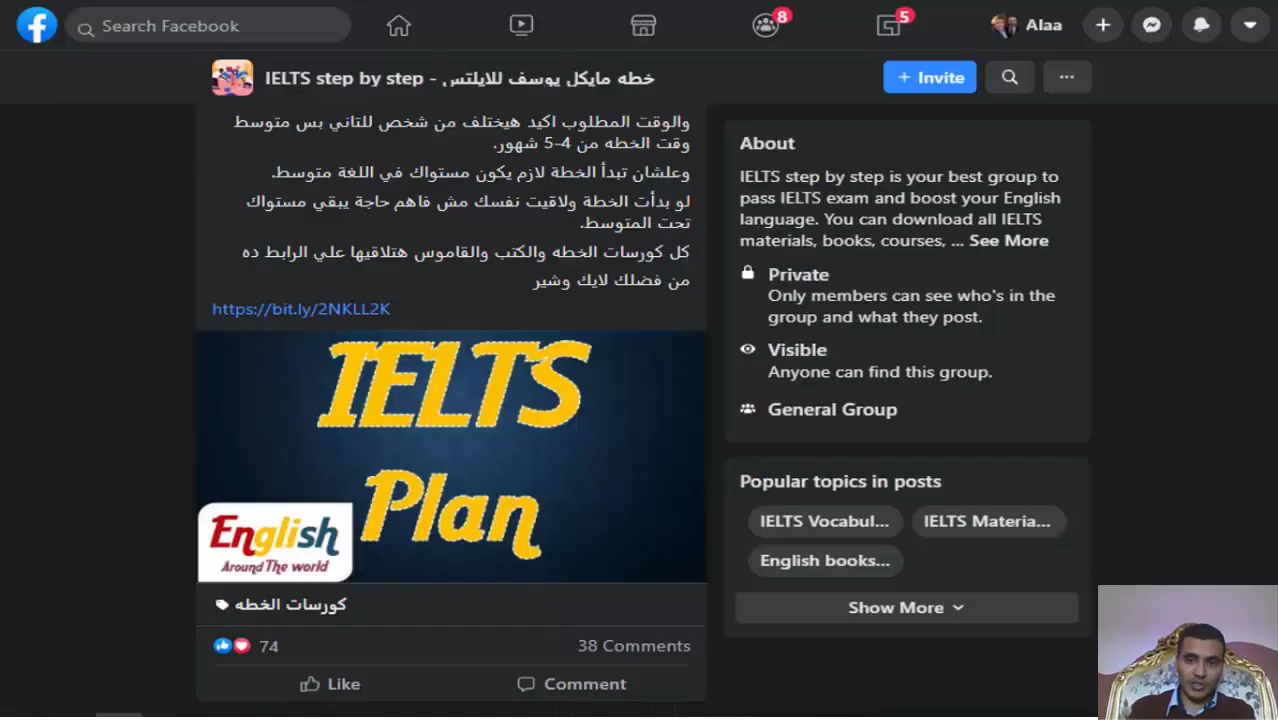 Search Facebook
8
5
Alaa
IELTS step by step - خطه مايكل يوسف للايلتس
+ Invite
والوقت المطلوب اكيد هيختلف من شخص للتاني بس متوسط
وقت الخطه من 4-5 شهور.
وعلشان تبدأ الخطة لازم يكون مستواك في اللغة متوسط.
لو بدأت الخطة ولاقيت نفسك مش فاهم حاجة يبقي مستواك
تحت المتوسط.
كل كورسات الخطه والكتب والقاموس هتلاقيها علي الرابط ده
من فضلك لايك وشير
https://bit.ly/2NKLL2K
IELTS
Plan
English
Around The world
كورسات الخطه
74
38 Comments
Like
Comment
About
IELTS step by step is your best group to
pass IELTS exam and boost your English
language. You can download all IELTS
materials, books, courses, ... See More
Private
Only members can see who's in the
group and what they post.
Visible
Anyone can find this group.
General Group
Popular topics in posts
IELTS Vocabul...
IELTS Materia...
English books...
Show More